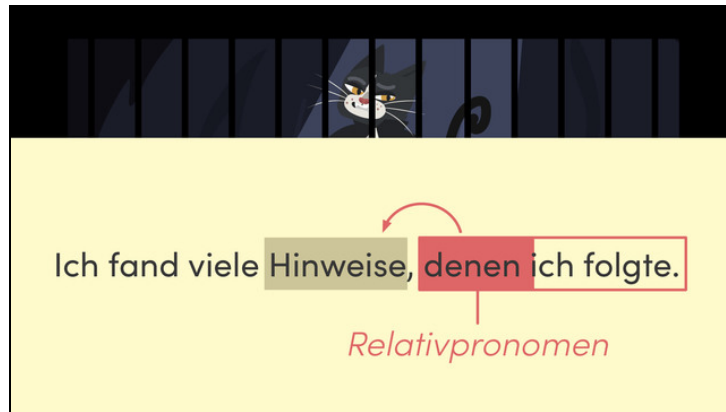 Ich fand viele Hinweise, denen ich folgte.
Relativpronomen